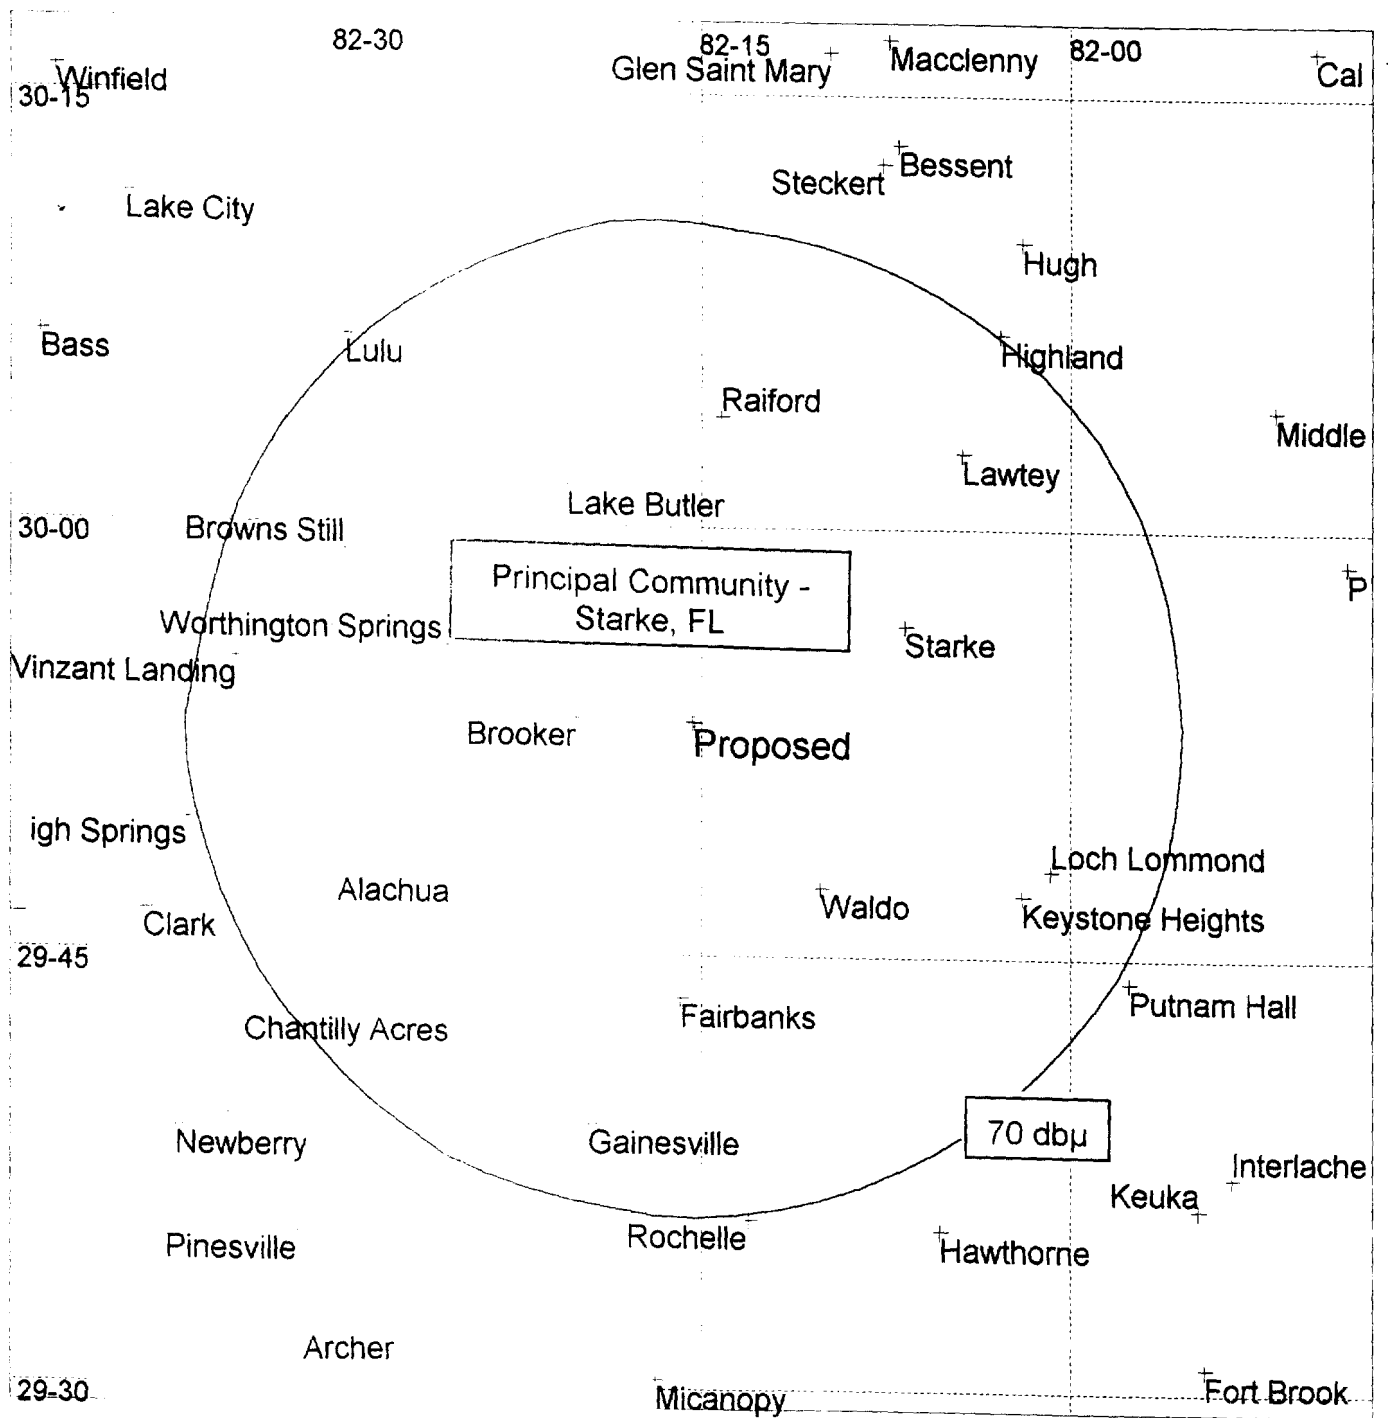 82-30
82-15
82-00
Glen Saint Mary
Macclenny
Cal
Winfield
30-15
Bessent
Steckert
Lake City
Hugh
Bass
Lulu
Highland
Raiford
Middle
Lawtey
Lake Butler
30-00
Browns Still
Principal Community -
Starke, FL
P
Worthington Springs
Starke
Vinzant Landing
Brooker
Proposed
igh Springs
Loch Lommond
Alachua
Waldo
Keystone Heights
Clark
29-45
Putnam Hall
Fairbanks
Chantilly Acres
70 dbµ
Newberry
Gainesville
Interlache
Keuka
Rochelle
Pinesville
Hawthorne
Archer
29-30
Micanopy
Fort Brook